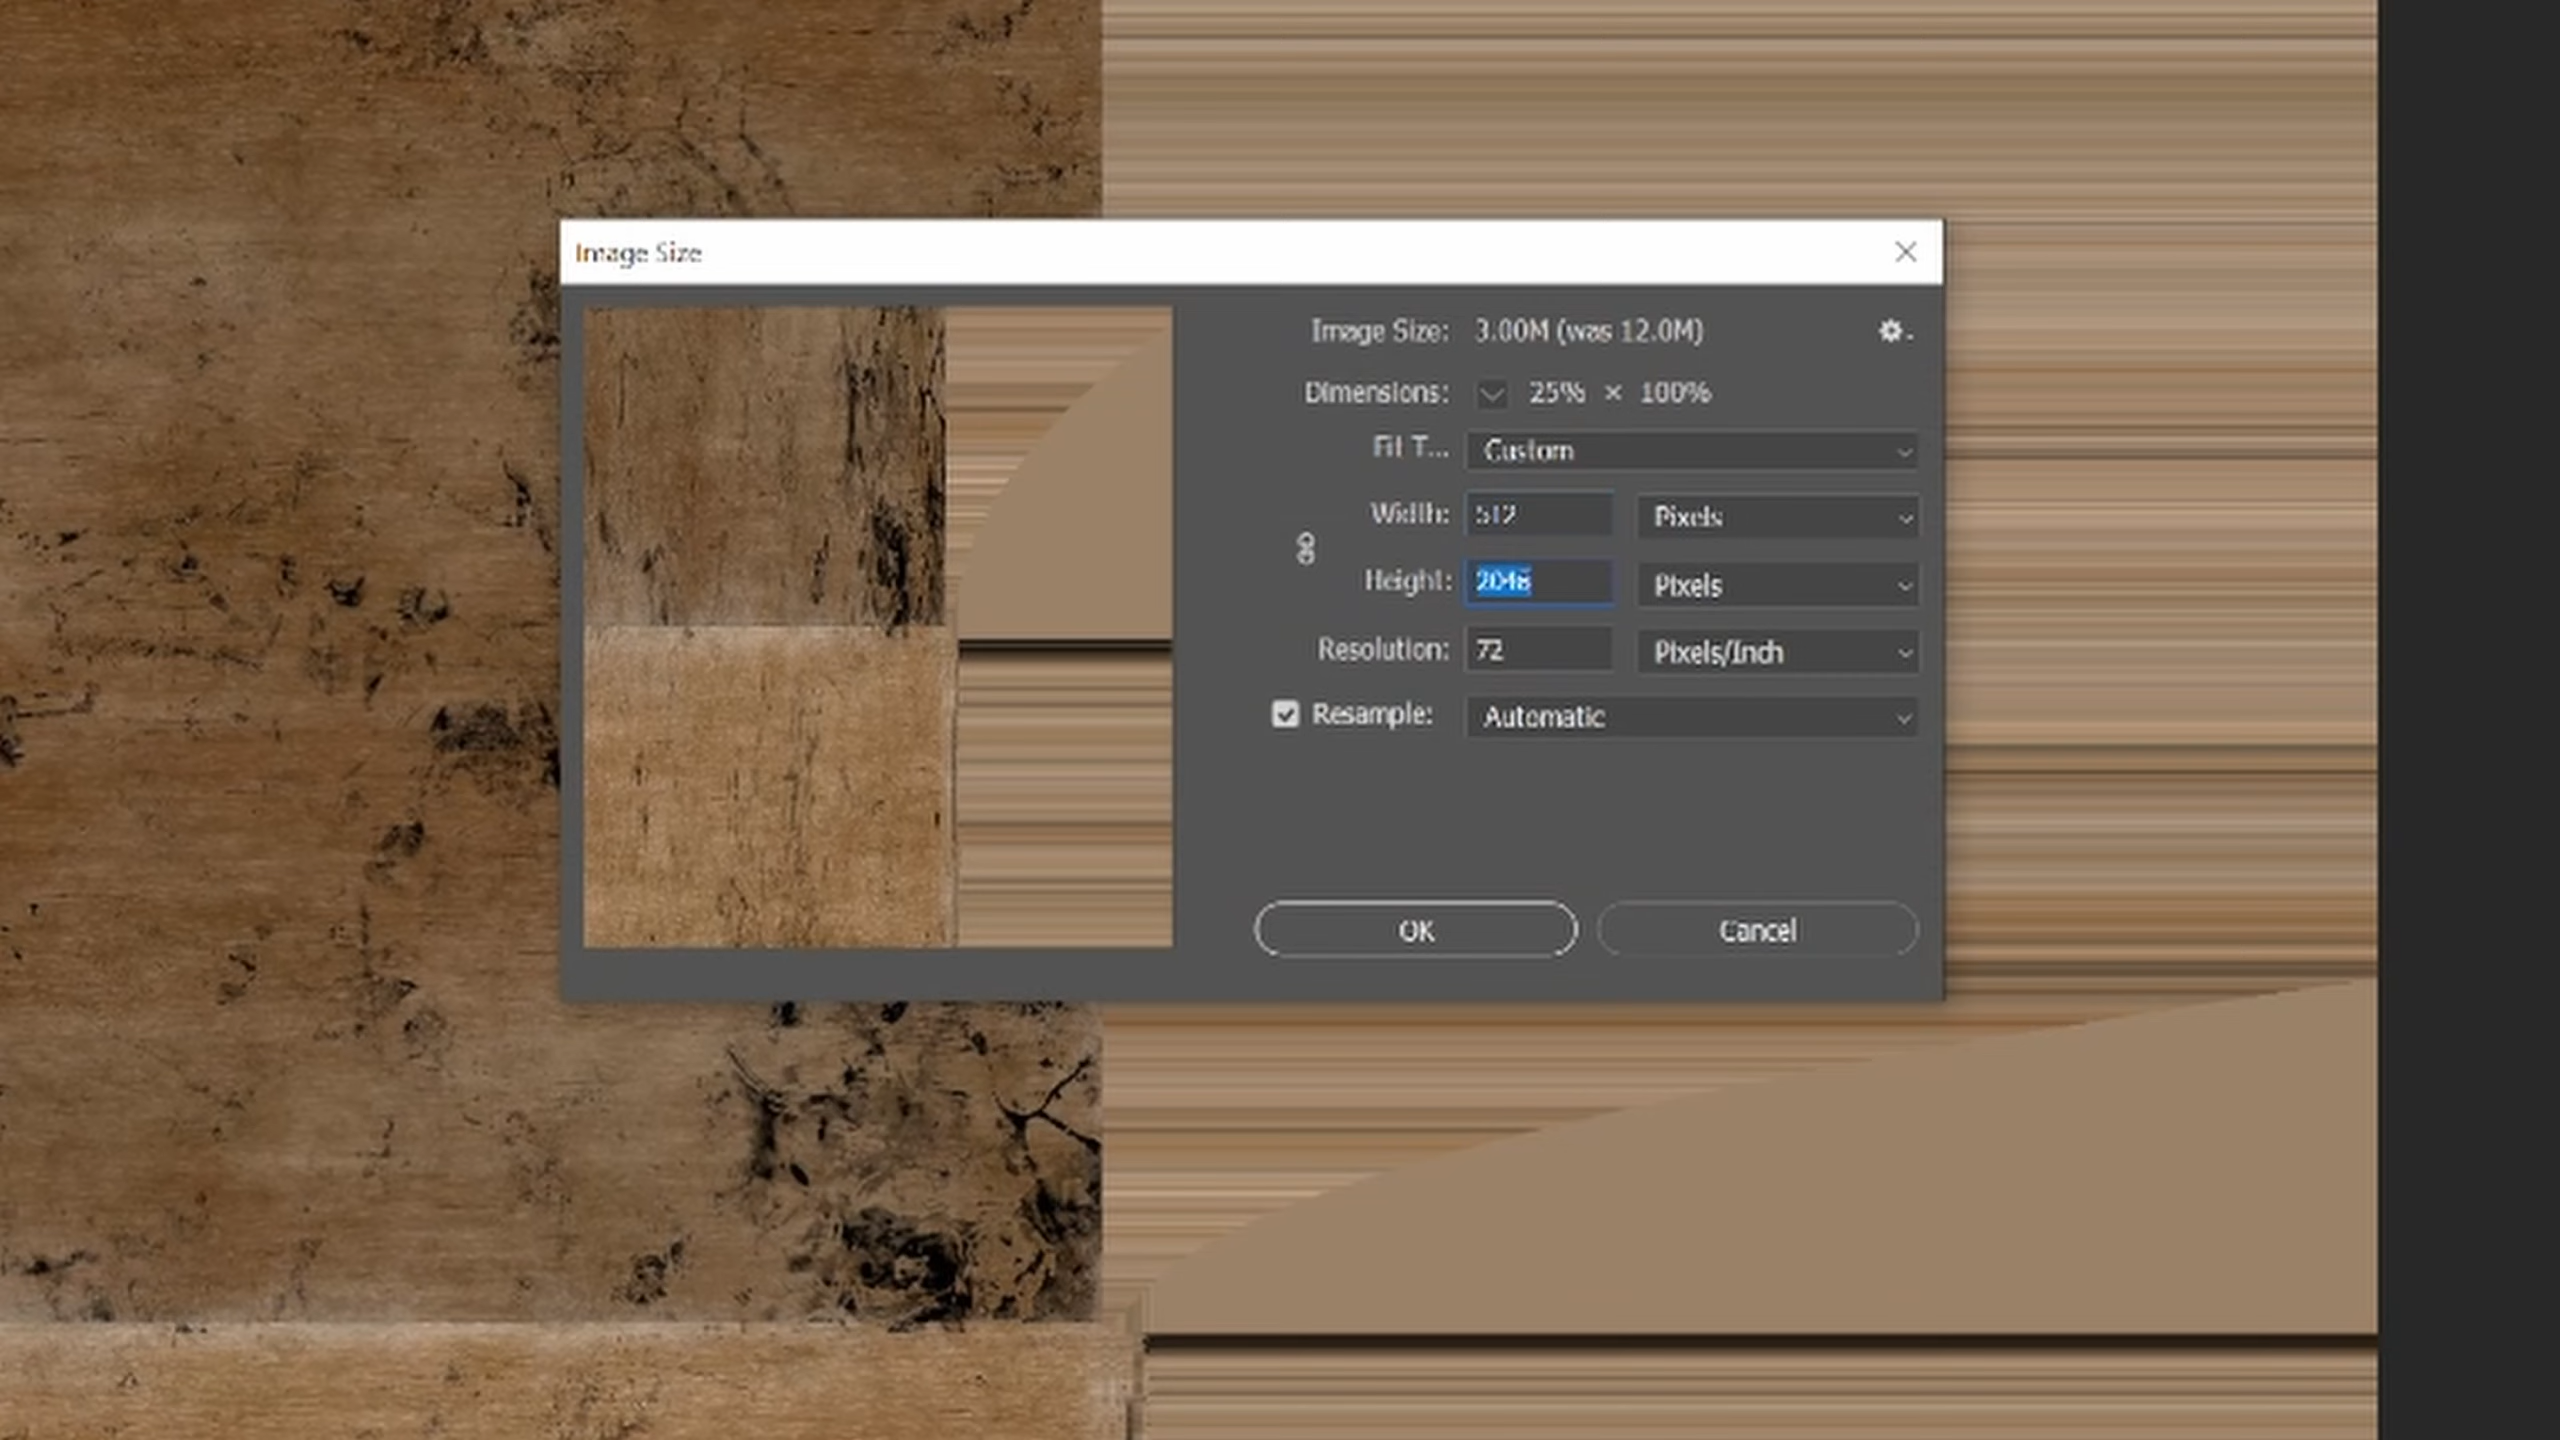 Image Size
Image Size: 3.00M (was 12.0M)
Dimensions: 25% × 100%
Fit T... Custom
Width: 512 Pixels
Height: 2048 Pixels
Resolution: 72 Pixels/Inch
Resample: Automatic
OK Cancel